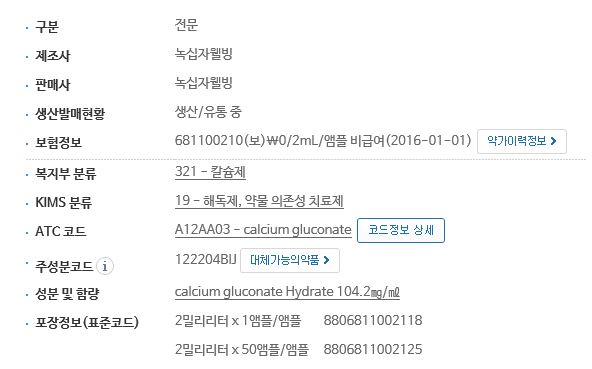 구분 전문
제조사 녹십자웰빙
판매사 녹십자웰빙
생산발매현황 생산/유통 중
보험정보 681100210(보)₩0/2mL/앰플 비급여(2016-01-01) 약가이력정보
복지부 분류 321 - 칼슘제
KIMS 분류 19 - 해독제, 약물 의존성 치료제
ATC 코드 A12AA03 - calcium gluconate 코드정보 상세
주성분코드 i 122204BIJ 대체가능의약품
성분 및 함량 calcium gluconate Hydrate 104.2㎎/㎖
포장정보(표준코드) 2밀리리터 x 1앰플/앰플 8806811002118
2밀리리터 x 50앰플/앰플 8806811002125